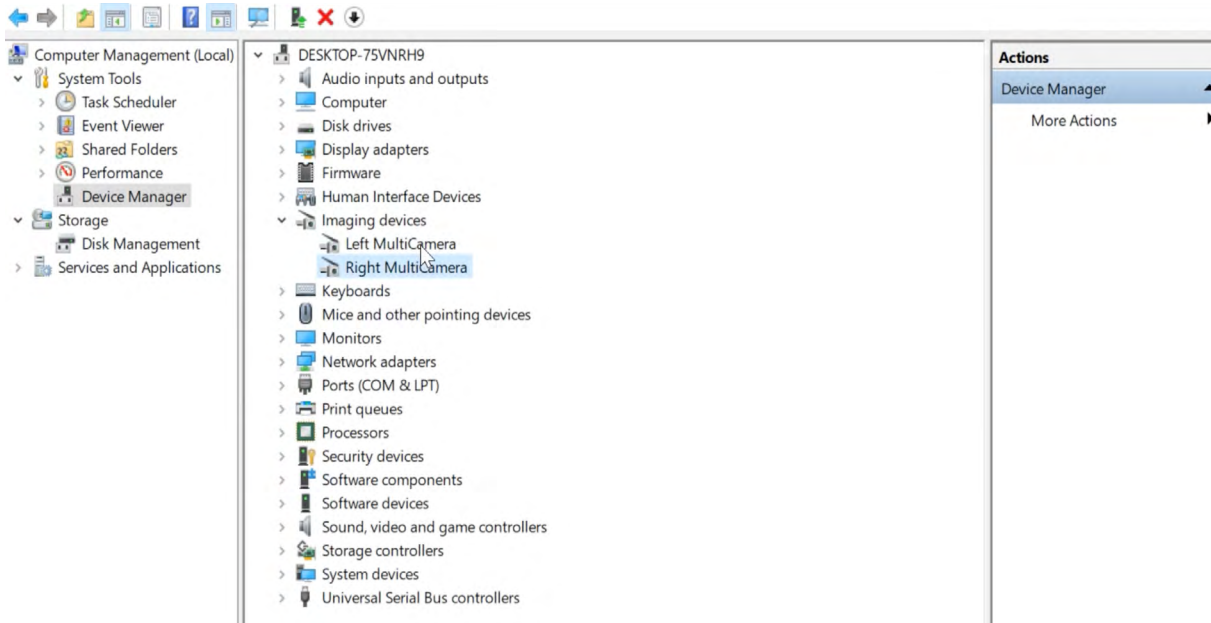 Computer Management (Local)
System Tools
Task Scheduler
Event Viewer
Shared Folders
Performance
Device Manager
Storage
Disk Management
Services and Applications
DESKTOP-75VNRH9
Audio inputs and outputs
Computer
Disk drives
Display adapters
Firmware
Human Interface Devices
Imaging devices
Left MultiCamera
Right MultiCamera
Keyboards
Mice and other pointing devices
Monitors
Network adapters
Ports (COM & LPT)
Print queues
Processors
Security devices
Software components
Software devices
Sound, video and game controllers
Storage controllers
System devices
Universal Serial Bus controllers
Actions
Device Manager
More Actions